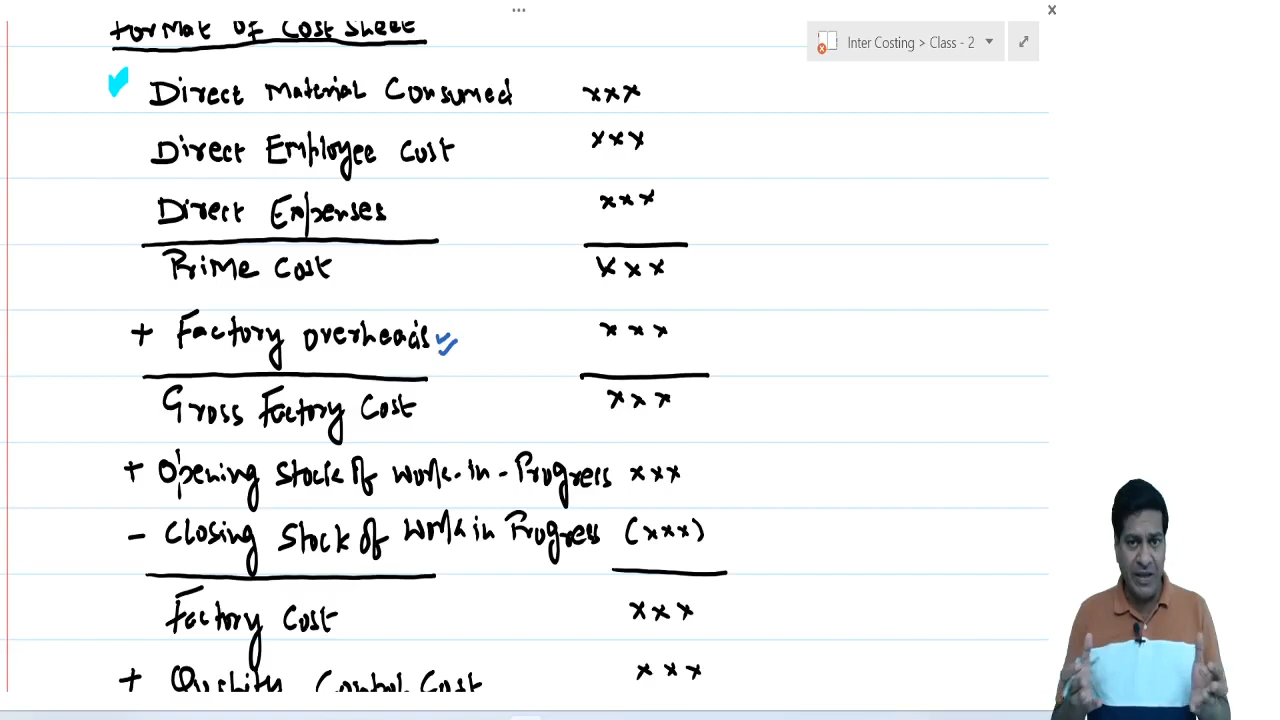 Format of Cost Sheet
Inter Costing > Class - 2
Direct Material Consumed xxx
Direct Employee Cost xxx
Direct Expenses xxx
Prime Cost xxx
+ Factory overheads xxx
Gross Factory Cost xxx
+ Opening Stock of Work-in-Progress xxx
- Closing Stock of Work in Progress (xxx)
Factory Cost xxx
+ Quality Control Cost xxx